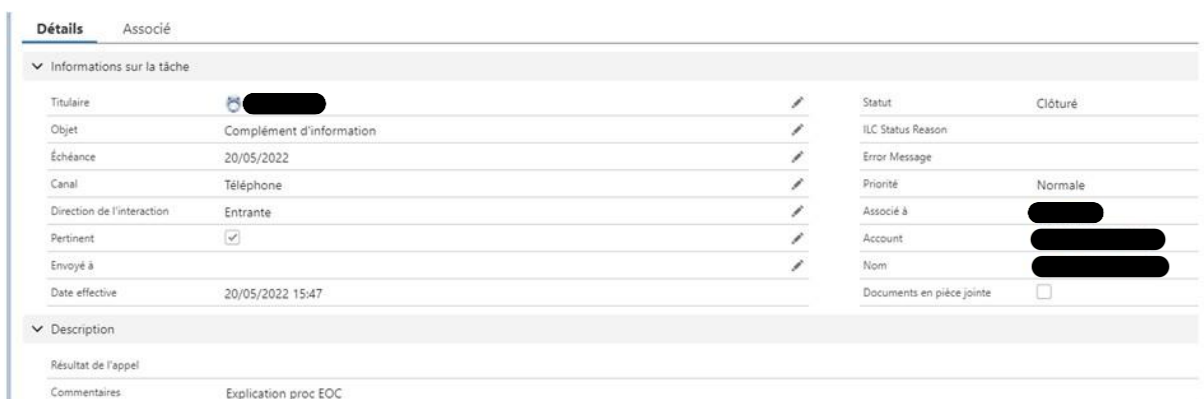 Détails Associé
Informations sur la tâche
Titulaire
Statut Clôturé
Objet Complément d'information
ILC Status Reason
Échéance 20/05/2022
Error Message
Canal Téléphone
Priorité Normale
Direction de l'interaction Entrante
Associé à
Pertinent
Account
Envoyé à
Nom
Date effective 20/05/2022 15:47
Documents en pièce jointe
Description
Résultat de l'appel
Commentaires Explication proc EOC